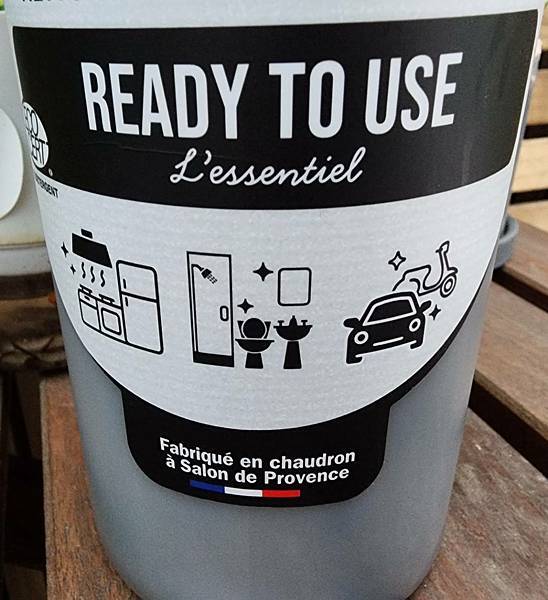 READY TO USE
L'essentiel
Fabriqué en chaudron
à Salon de Provence